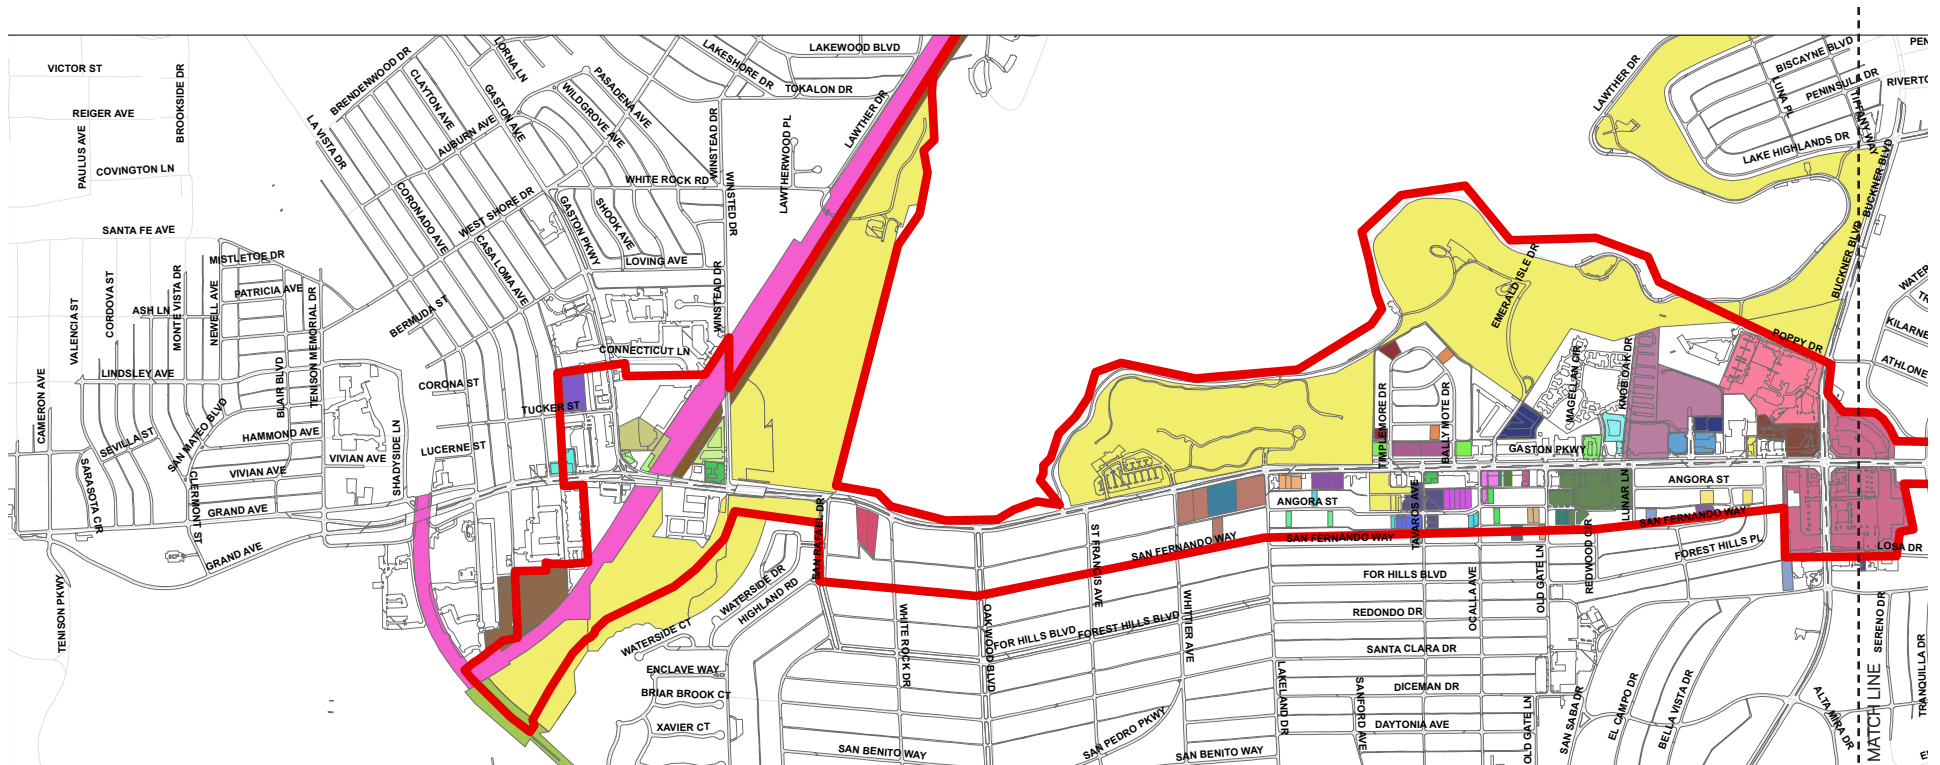 VICTOR ST
REIGER AVE
PAULUS AVE
BROOKSIDE DR
COVINGTON LN
SANTA FE AVE
MISTLETOE DR
PATRICIA AVE
ASH LN
VALENCIA ST
CORDOVA ST
MONTE VISTA DR
NEWELL AVE
LINDSLEY AVE
CAMERON AVE
SEVILLA ST
SAN MATEO BLVD
BLAIR BLVD
TENISON MEMORIAL DR
HAMMOND AVE
VIVIAN AVE
VIVIAN AVE
SARASOTA CIR
CLERMONT ST
GRAND AVE
GRAND AVE
TENISON PKWY
SHADYSIDE LN
LUCERNE ST
CORONA ST
TUCKER ST
CONNECTICUT LN
BERMUDA ST
LA VISTA DR
BRENDENWOOD DR
CLAYTON AVE
AUBURN AVE
LORNA LN
GASTON AVE
WILDGROVE AVE
PASADENA AVE
LAKESHORE DR
LAKEWOOD BLVD
TOKALON DR
WINSTEAD DR
LAWTHERWOOD PL
LAWTHER DR
WHITE ROCK RD
WINSTED DR
WEST SHORE DR
CORONADO AVE
CASA LOMA AVE
GASTON PKWY
SHOOK AVE
LOVING AVE
WINSTEAD DR
LAWTHER DR
BISCAYNE BLVD
PENINSULA DR
LUNA PL
TIFFANY WAY
LAKE HIGHLANDS DR
PEN
RIVERTO
BUCKNER BLVD
BUCKNER BLVD
WATER
TR
KILARNE
ATHLONE
POPPY DR
EMERALD ISLE DR
MAGELLAN CIR
KNOB OAK DR
TIMPLEMORE DR
BALLY MOTE DR
GASTON PKWY
ANGORA ST
ANGORA ST
TAVAROS AVE
LUNAR LN
SAN FERNANDO WAY
SAN FERNANDO WAY
SAN FERNANDO WAY
FOREST HILLS PL
LOSA DR
SAN RAFAEL DR
ST FRANCIS AVE
FOR HILLS BLVD
OCALLA AVE
OLD GATE LN
REDWOOD CIR
REDONDO DR
SANTA CLARA DR
DICEMAN DR
DAYTONIA AVE
WATERSIDE DR
HIGHLAND RD
WATERSIDE CT
ENCLAVE WAY
BRIAR BROOK CT
XAVIER CT
WHITE ROCK DR
OAKWOOD BLVD
FOR HILLS BLVD
FOREST HILLS BLVD
WHITTIER AVE
SAN BENITO WAY
SAN PEDRO PKWY
SAN BENITO WAY
LAKELAND DR
SANFORD AVE
OLD GATE LN
SAN SABA DR
EL CAMPO DR
BELLA VISTA DR
ALTA MIRA DR
MATCH LINE
SERENO DR
TRANQUILLA DR